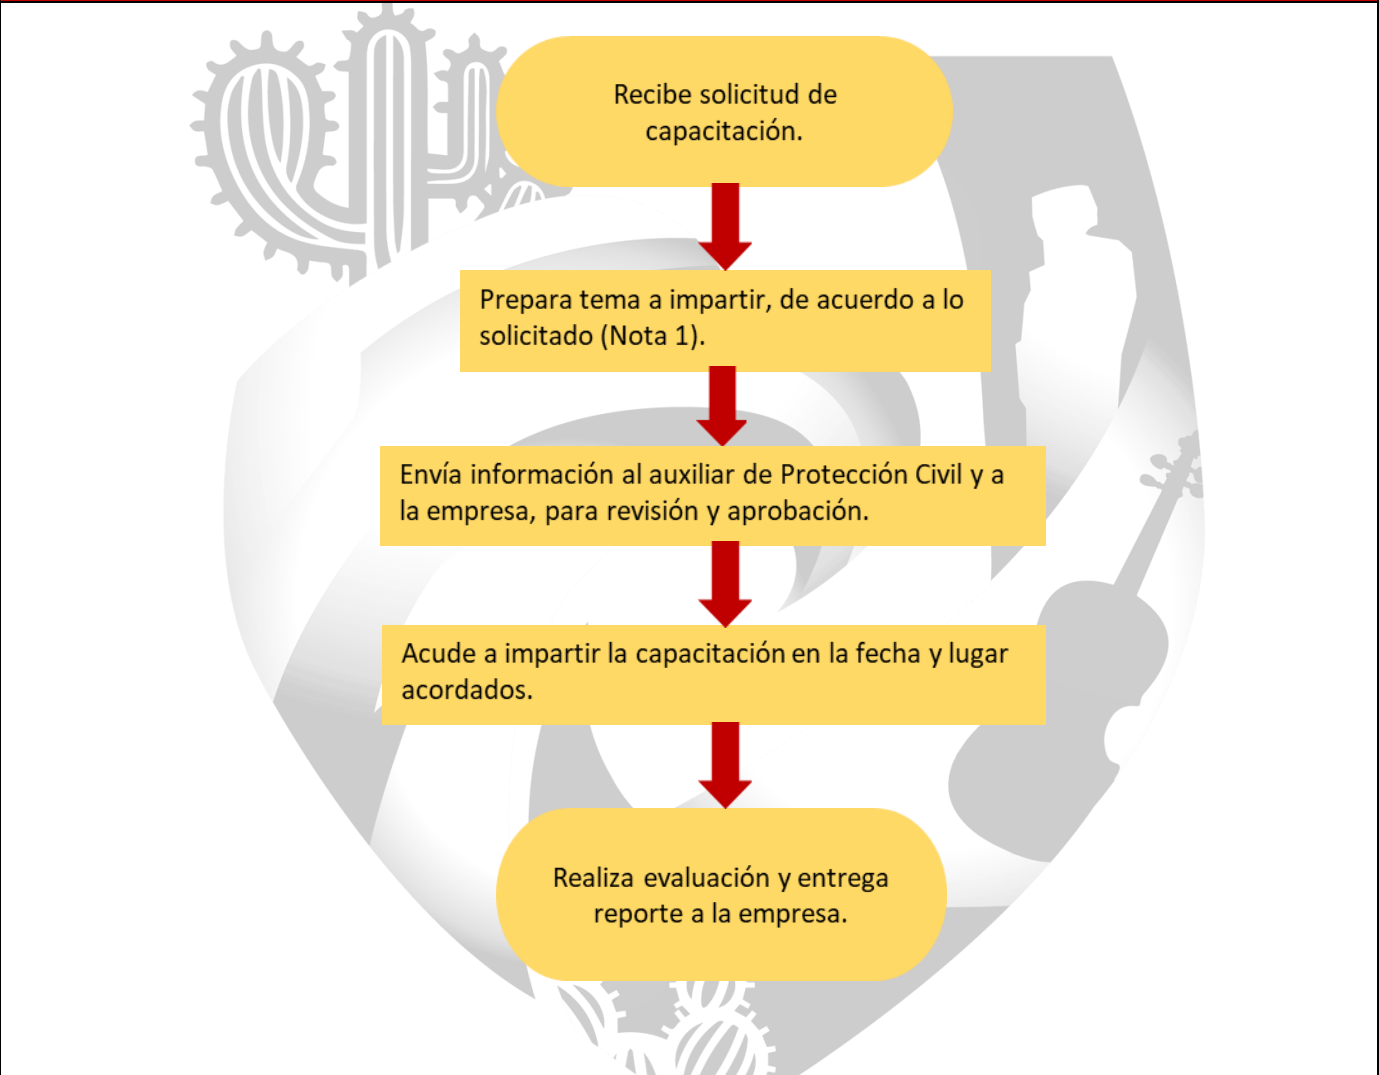 Recibe solicitud de
capacitación.
Prepara tema a impartir, de acuerdo a lo
solicitado (Nota 1).
Envía información al auxiliar de Protección Civil y a
la empresa, para revisión y aprobación.
Acude a impartir la capacitación en la fecha y lugar
acordados.
Realiza evaluación y entrega
reporte a la empresa.